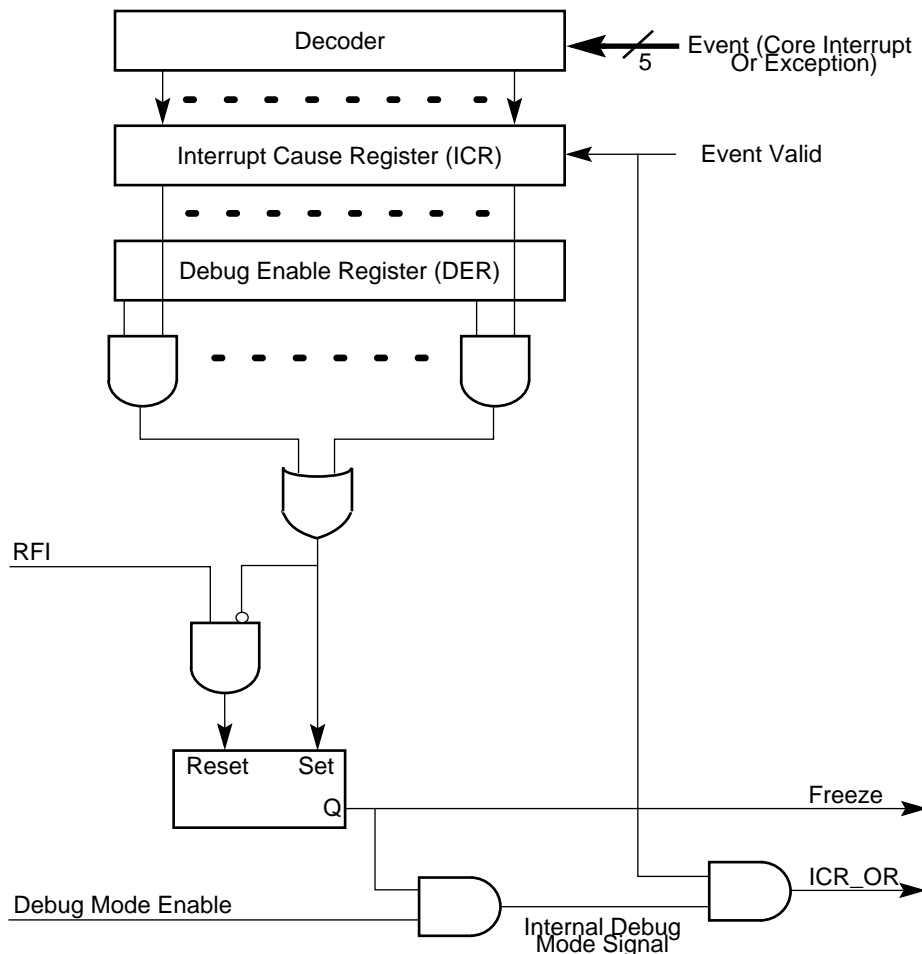 Decoder
Event (Core Interrupt
Or Exception)
5
Interrupt Cause Register (ICR)
Event Valid
Debug Enable Register (DER)
RFI
Reset
Set
Q
Freeze
ICR_OR
Debug Mode Enable
Internal Debug
Mode Signal